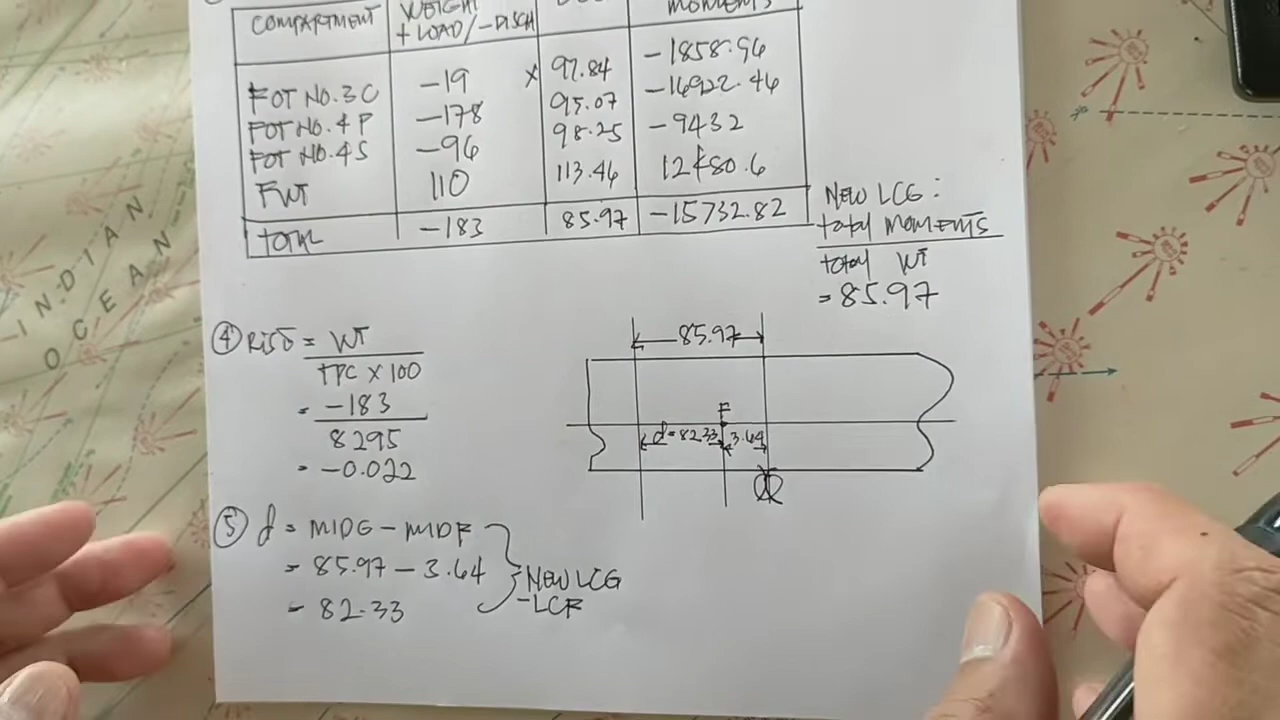 COMPARTMENT WEIGHT + LOAD/-DISCH MOMENTS
FOT NO.3C -19 x 97.84 -1858.96
FOT NO.4P -178 95.07 -16922.46
FOT NO.4S -96 98.25 -9432
FWT 110 113.46 12480.6
TOTAL -183 85.97 -15732.82
NEW LCG:
total MOMENTS
total WT
= 85.97
④ RISE = WT
TPC X 100
= -183
8295
= -0.022
85.97
F
d = 82.33 3.64
⑤ d = MIDG - MIDF
= 85.97 - 3.64
= 82.33
NEW LCG
-LCF
INDIAN
OCEAN